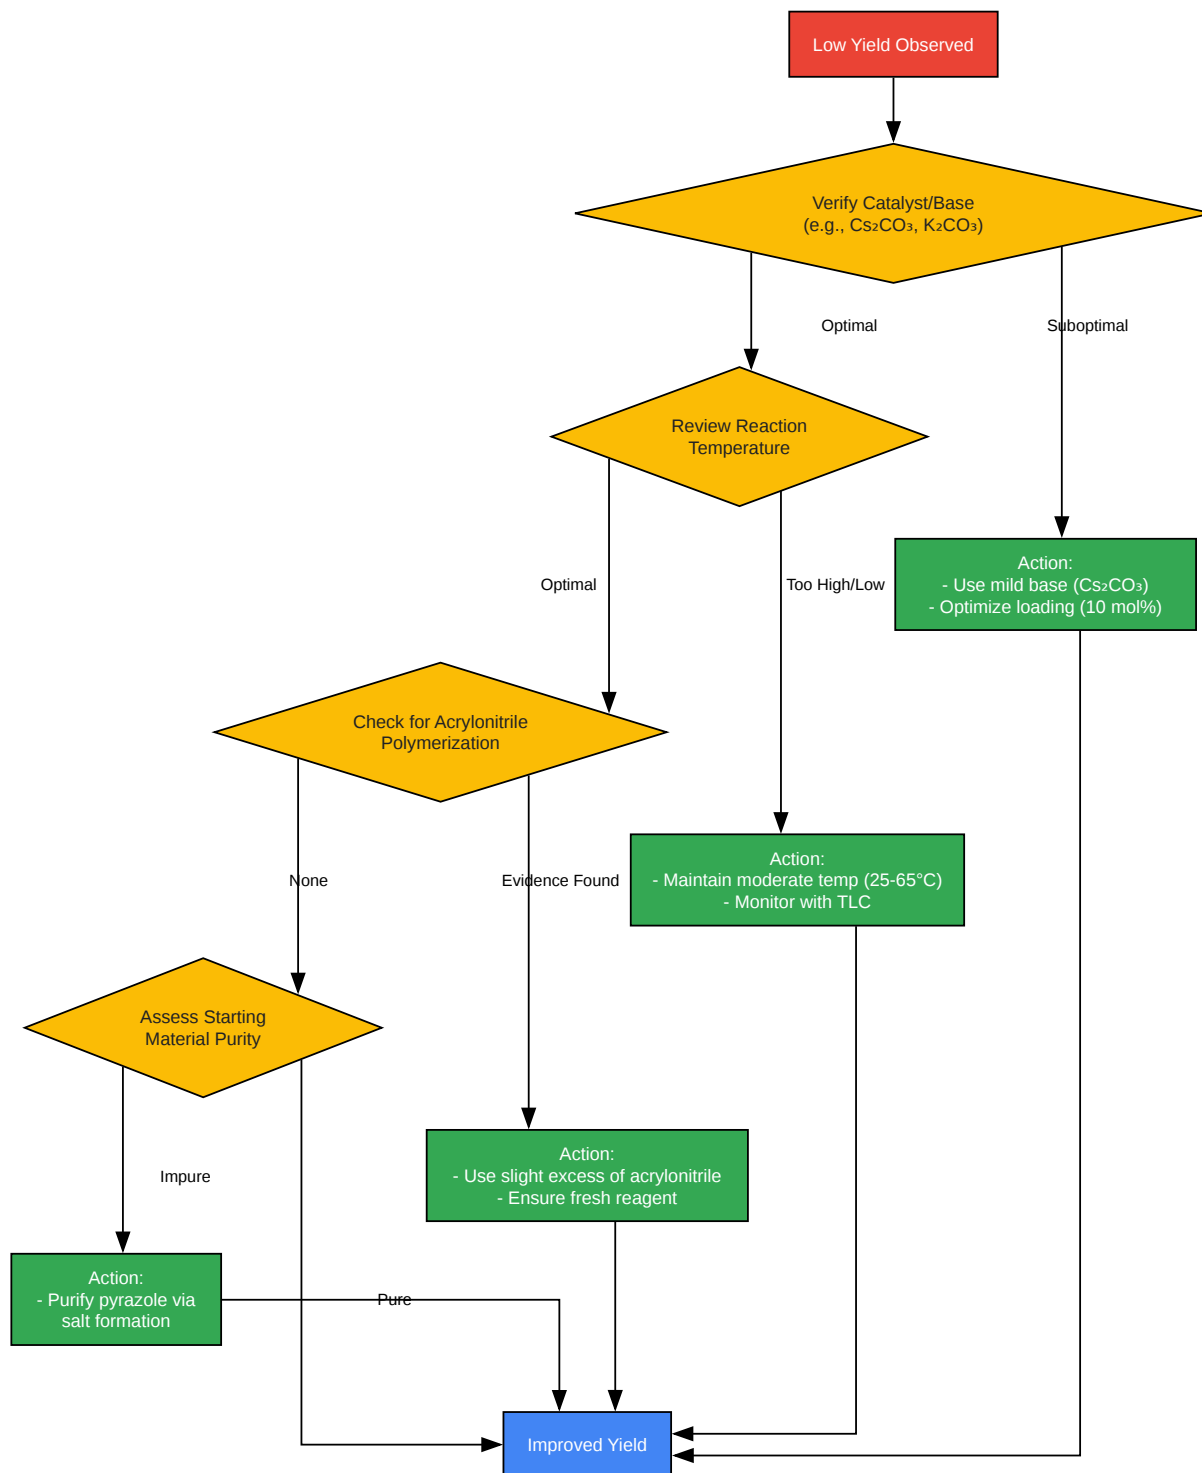 Low Yield Observed
Verify Catalyst/Base
(e.g., Cs₂CO₃, K₂CO₃)
Optimal
Suboptimal
Review Reaction
Temperature
Action:
- Use mild base (Cs₂CO₃)
- Optimize loading (10 mol%)
Optimal
Too High/Low
Check for Acrylonitrile
Polymerization
Action:
- Maintain moderate temp (25-65°C)
- Monitor with TLC
None
Evidence Found
Assess Starting
Material Purity
Action:
- Use slight excess of acrylonitrile
- Ensure fresh reagent
Impure
Action:
- Purify pyrazole via
salt formation
Pure
Improved Yield